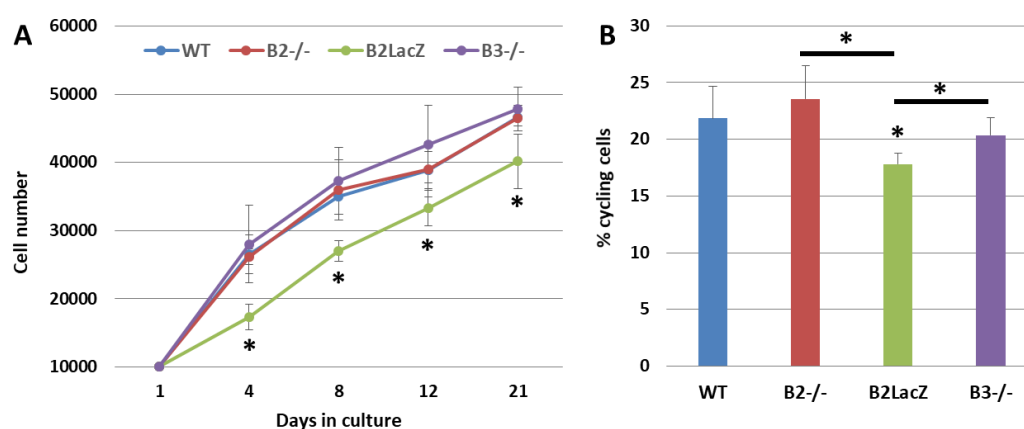 A
WT B2-/- B2LacZ B3-/-
60000
50000
40000
30000
20000
10000
Cell number
* * * *
1 4 8 12 21
Days in culture
B
30
25
20
15
10
5
0
% cycling cells
*
*
*
WT B2-/- B2LacZ B3-/-